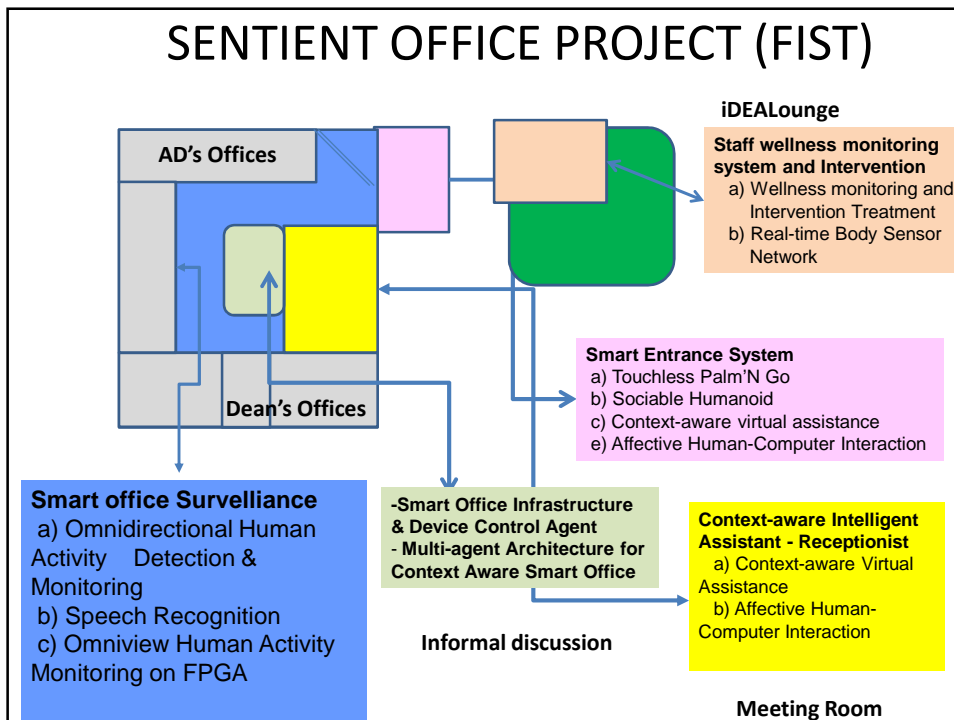 SENTIENT OFFICE PROJECT (FIST)
iDEALounge
AD's Offices
Staff wellness monitoring
system and Intervention
a) Wellness monitoring and
Intervention Treatment
b) Real-time Body Sensor
Network
Smart Entrance System
a) Touchless Palm'N Go
b) Sociable Humanoid
c) Context-aware virtual assistance
e) Affective Human-Computer Interaction
Dean's Offices
Smart office Survelliance
a) Omnidirectional Human
Activity Detection &
Monitoring
b) Speech Recognition
c) Omniview Human Activity
Monitoring on FPGA
-Smart Office Infrastructure
& Device Control Agent
- Multi-agent Architecture for
Context Aware Smart Office
Context-aware Intelligent
Assistant - Receptionist
a) Context-aware Virtual
Assistance
b) Affective Human-
Computer Interaction
Informal discussion
Meeting Room